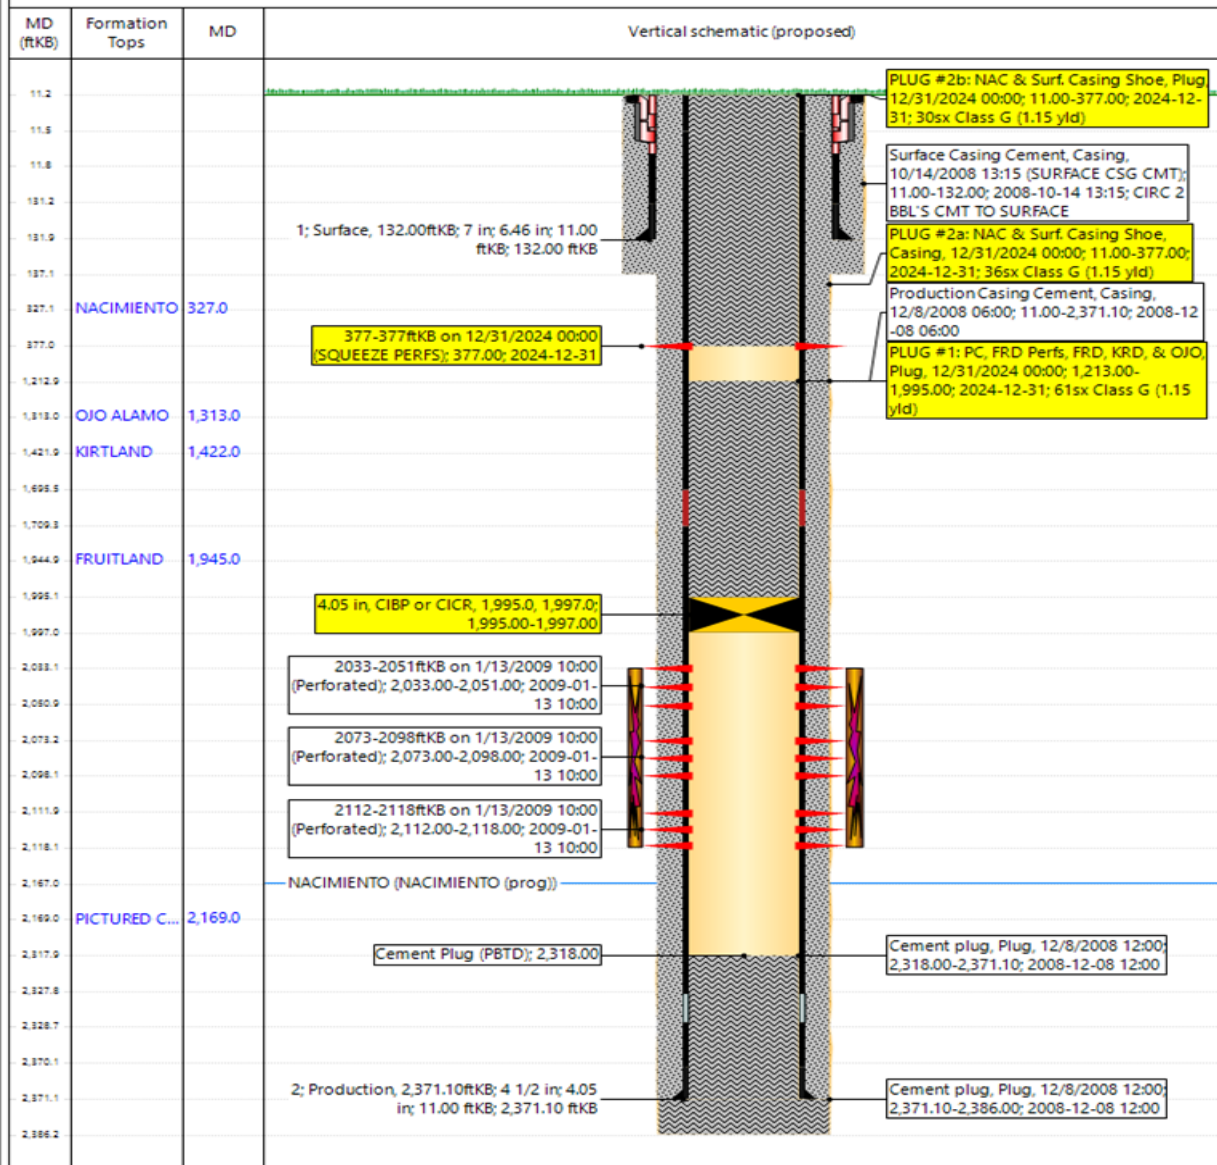 MD
(ftKB)
Formation
Tops
MD
Vertical schematic (proposed)
11.2
11.5
11.8
131.2
131.9
137.1
327.1
377.0
1,212.9
1,313.0
1,421.9
1,695.5
1,709.3
1,944.9
1,995.1
1,997.0
2,033.1
2,050.9
2,073.2
2,098.1
2,111.9
2,118.1
2,167.0
2,169.0
2,317.9
2,327.8
2,328.7
2,370.1
2,371.1
2,386.2
NACIMIENTO 327.0
OJO ALAMO 1,313.0
KIRTLAND 1,422.0
FRUITLAND 1,945.0
PICTURED C... 2,169.0
1; Surface, 132.00ftKB; 7 in; 6.46 in; 11.00
ftKB; 132.00 ftKB
377-377ftKB on 12/31/2024 00:00
(SQUEEZE PERFS); 377.00; 2024-12-31
4.05 in, CIBP or CICR, 1,995.0, 1,997.0;
1,995.00-1,997.00
2033-2051ftKB on 1/13/2009 10:00
(Perforated); 2,033.00-2,051.00; 2009-01-
13 10:00
2073-2098ftKB on 1/13/2009 10:00
(Perforated); 2,073.00-2,098.00; 2009-01-
13 10:00
2112-2118ftKB on 1/13/2009 10:00
(Perforated); 2,112.00-2,118.00; 2009-01-
13 10:00
NACIMIENTO (NACIMIENTO (prog))
Cement Plug (PBTD); 2,318.00
2; Production, 2,371.10ftKB; 4 1/2 in; 4.05
in; 11.00 ftKB; 2,371.10 ftKB
PLUG #2b: NAC & Surf. Casing Shoe, Plug,
12/31/2024 00:00; 11.00-377.00; 2024-12-
31; 30sx Class G (1.15 yld)
Surface Casing Cement, Casing,
10/14/2008 13:15 (SURFACE CSG CMT);
11.00-132.00; 2008-10-14 13:15; CIRC 2
BBL'S CMT TO SURFACE
PLUG #2a: NAC & Surf. Casing Shoe,
Casing, 12/31/2024 00:00; 11.00-377.00;
2024-12-31; 36sx Class G (1.15 yld)
Production Casing Cement, Casing,
12/8/2008 06:00; 11.00-2,371.10; 2008-12
-08 06:00
PLUG #1: PC, FRD Perfs, FRD, KRD, & OJO,
Plug, 12/31/2024 00:00; 1,213.00-
1,995.00; 2024-12-31; 61sx Class G (1.15
yld)
Cement plug, Plug, 12/8/2008 12:00;
2,318.00-2,371.10; 2008-12-08 12:00
Cement plug, Plug, 12/8/2008 12:00;
2,371.10-2,386.00; 2008-12-08 12:00